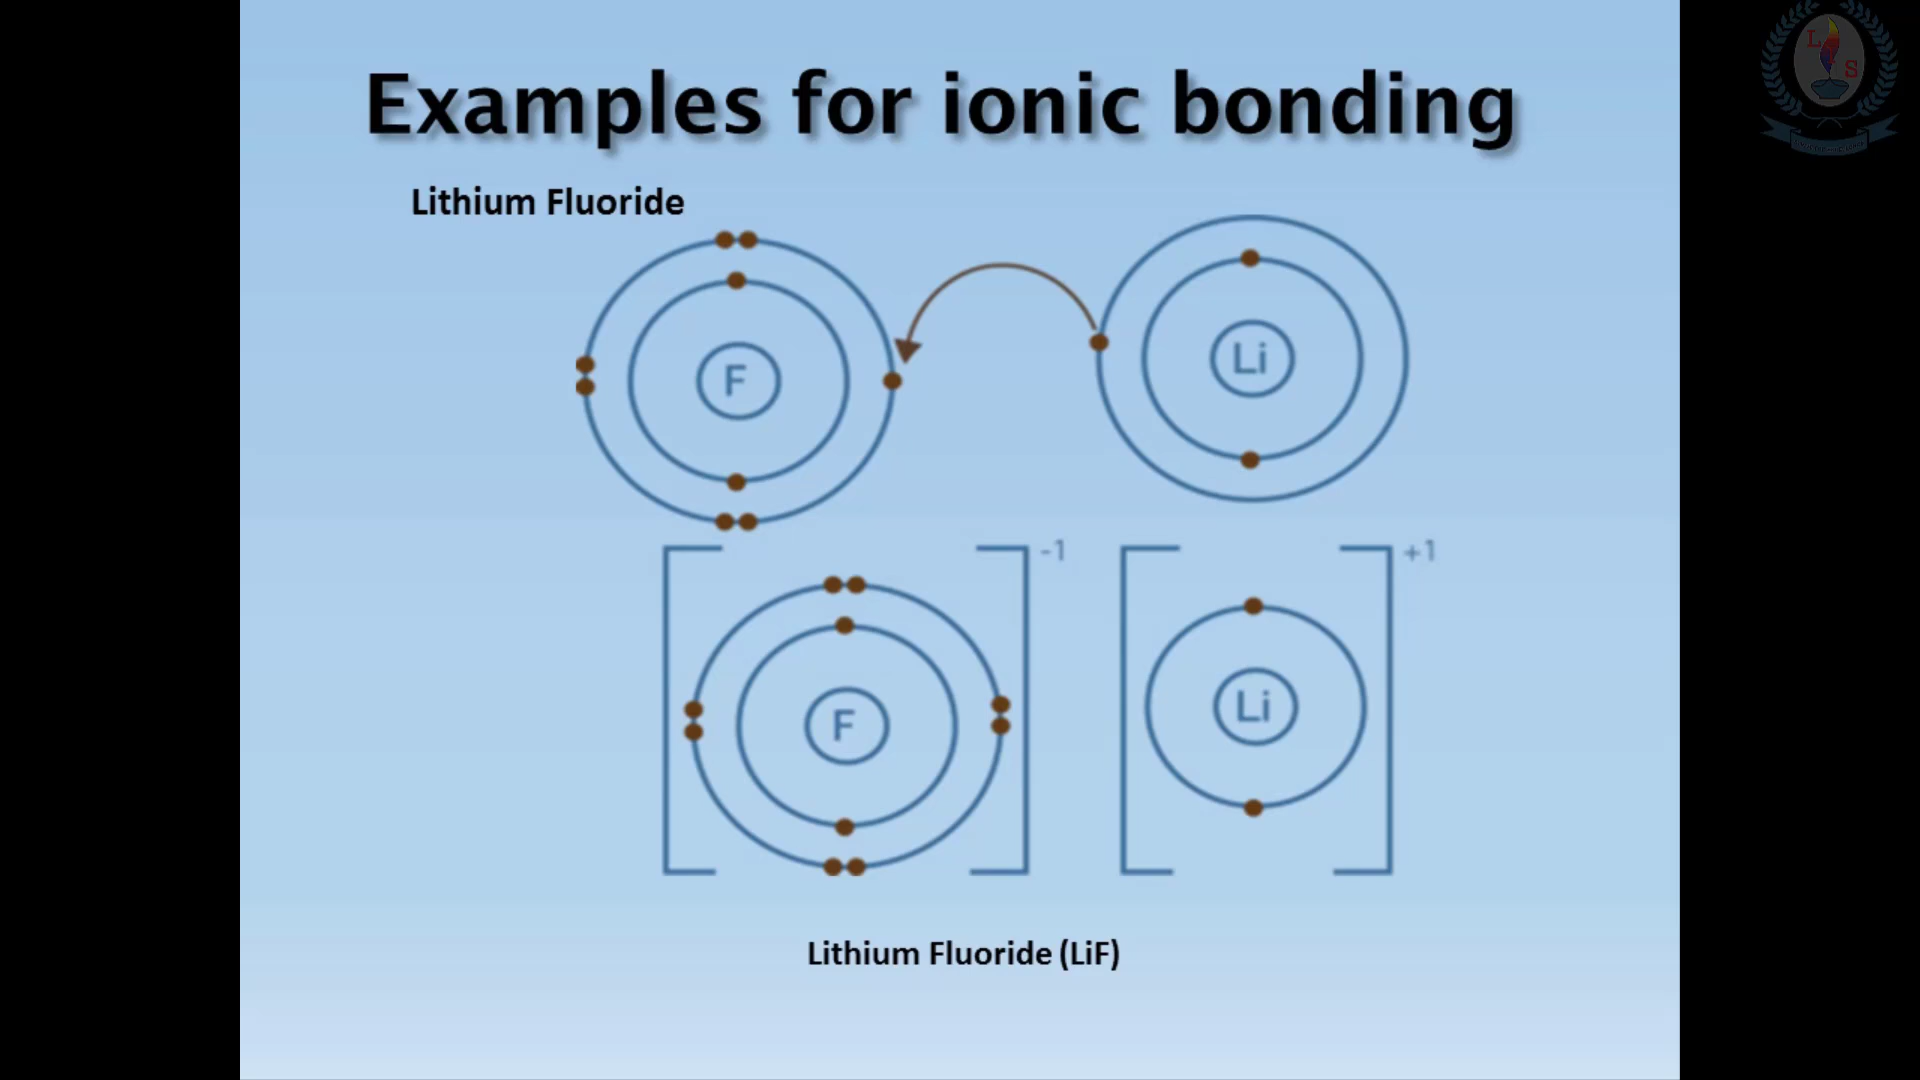 Examples for ionic bonding
Lithium Fluoride
F
Li
-1
+1
F
Li
Lithium Fluoride (LiF)
L
S